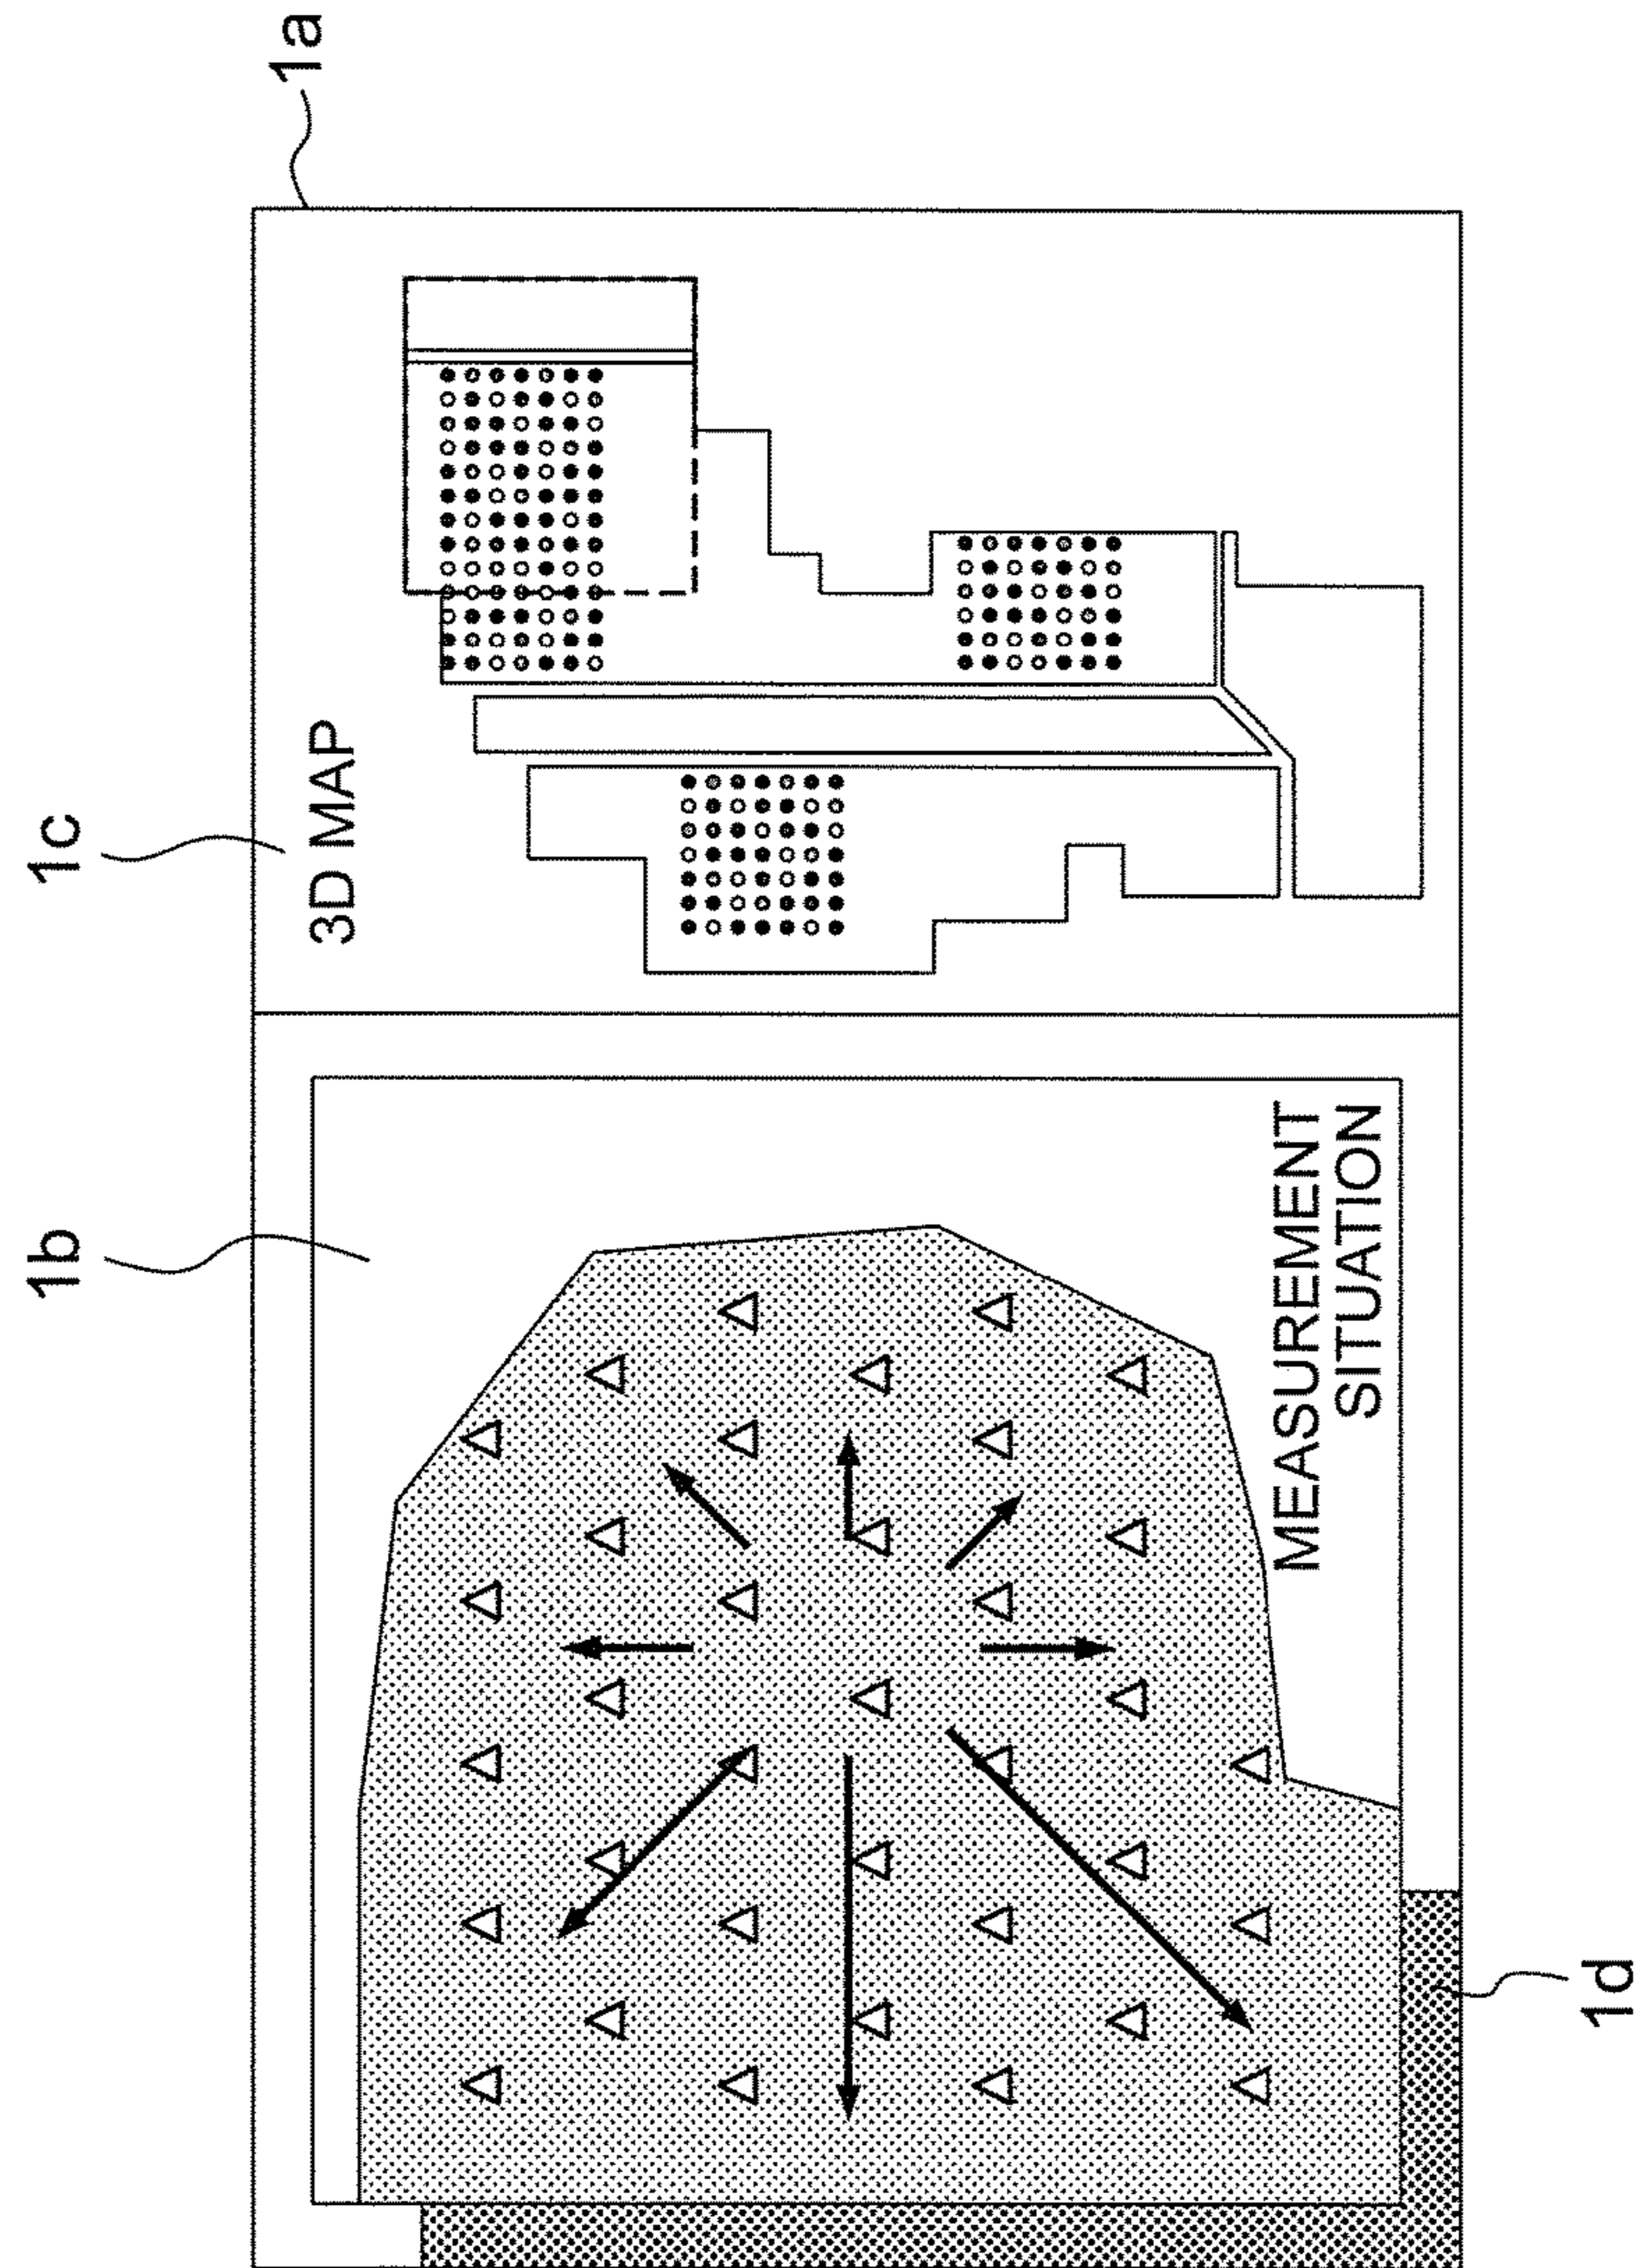 1a
1c
3D MAP
1b
MEASUREMENT
SITUATION
1d